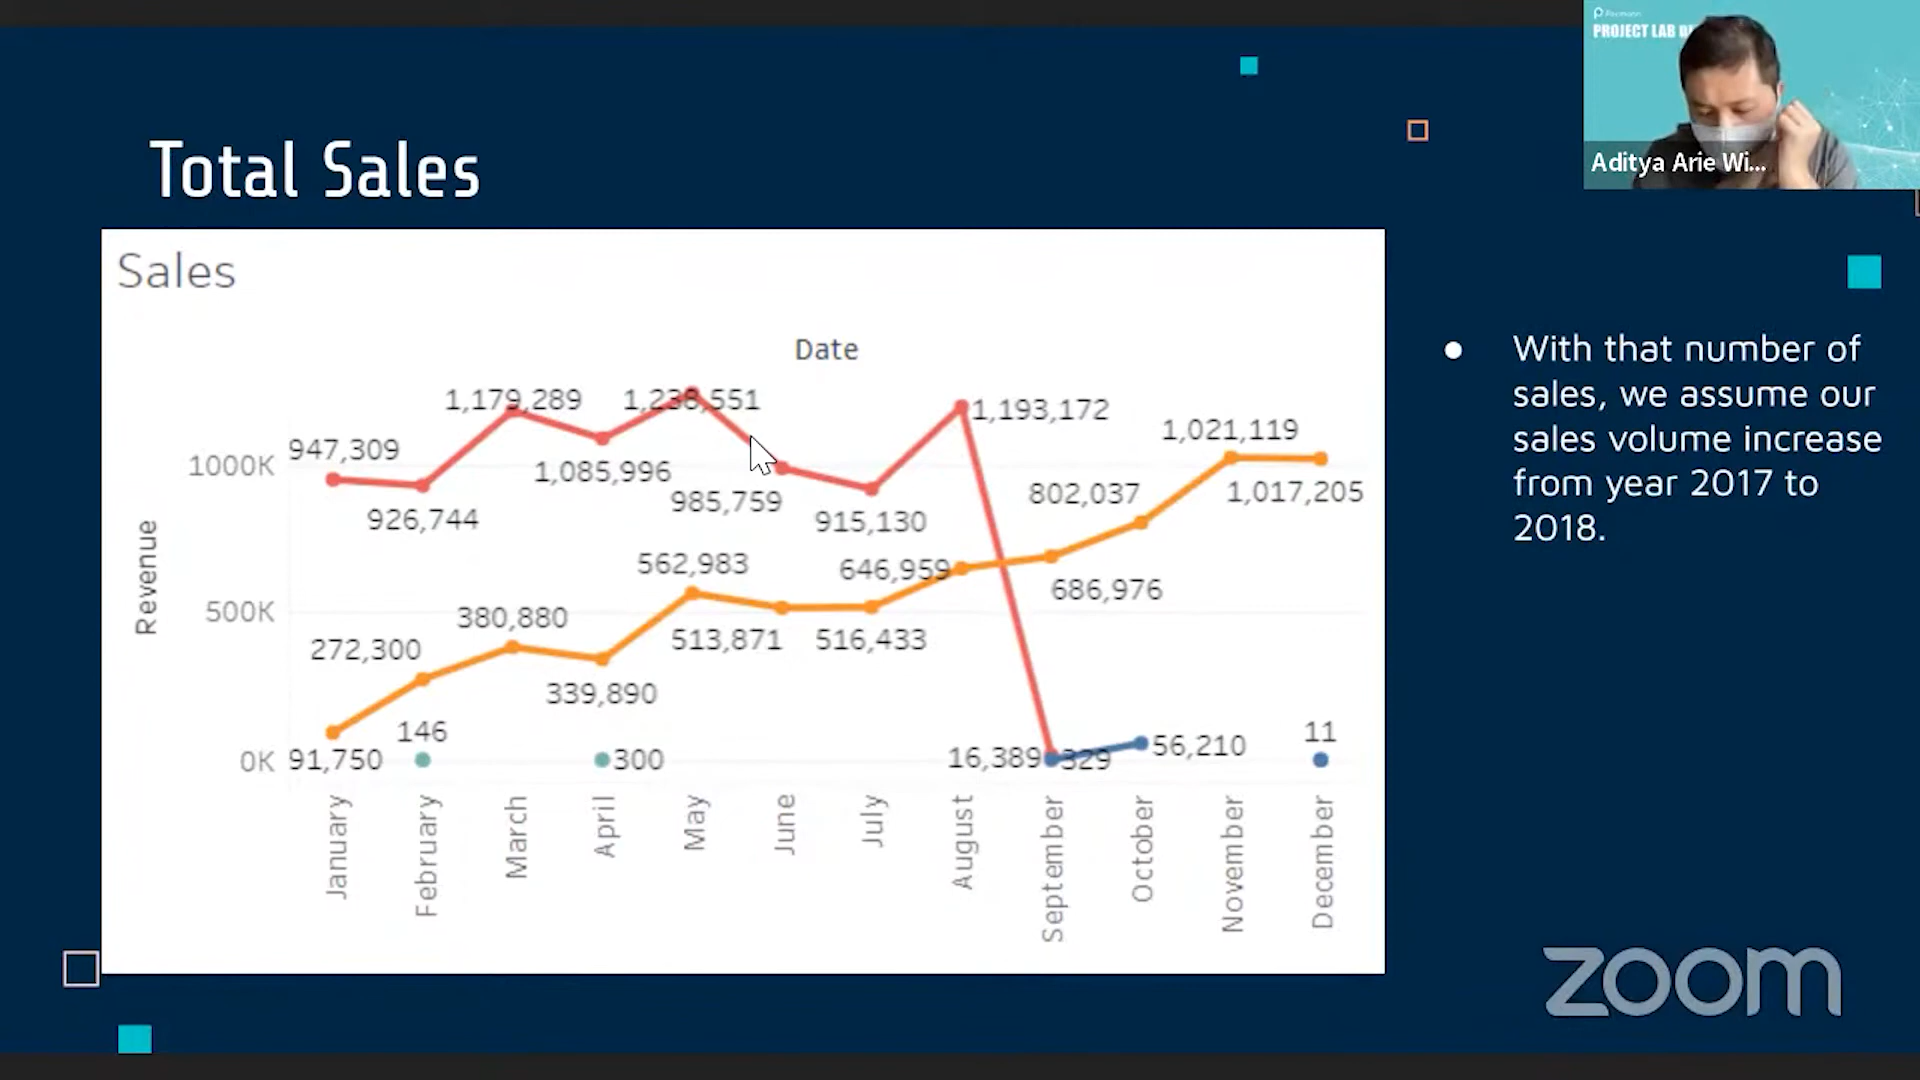 PROJECT LAB
Aditya Arie Wi...
Total Sales
Sales
Date
1,179,289
1,238,551
1,193,172
1,021,119
947,309
1000K
1,085,996
802,037
1,017,205
985,759
926,744
915,130
Revenue
562,983
646,959
686,976
500K
380,880
513,871
516,433
272,300
339,890
146
11
0K
91,750
300
16,389
329
56,210
January
February
March
April
May
June
July
August
September
October
November
December
● With that number of
sales, we assume our
sales volume increase
from year 2017 to
2018.
zoom